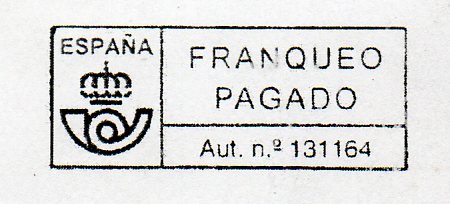 ESPAÑA
FRANQUEO
PAGADO
Aut. n.º 131164